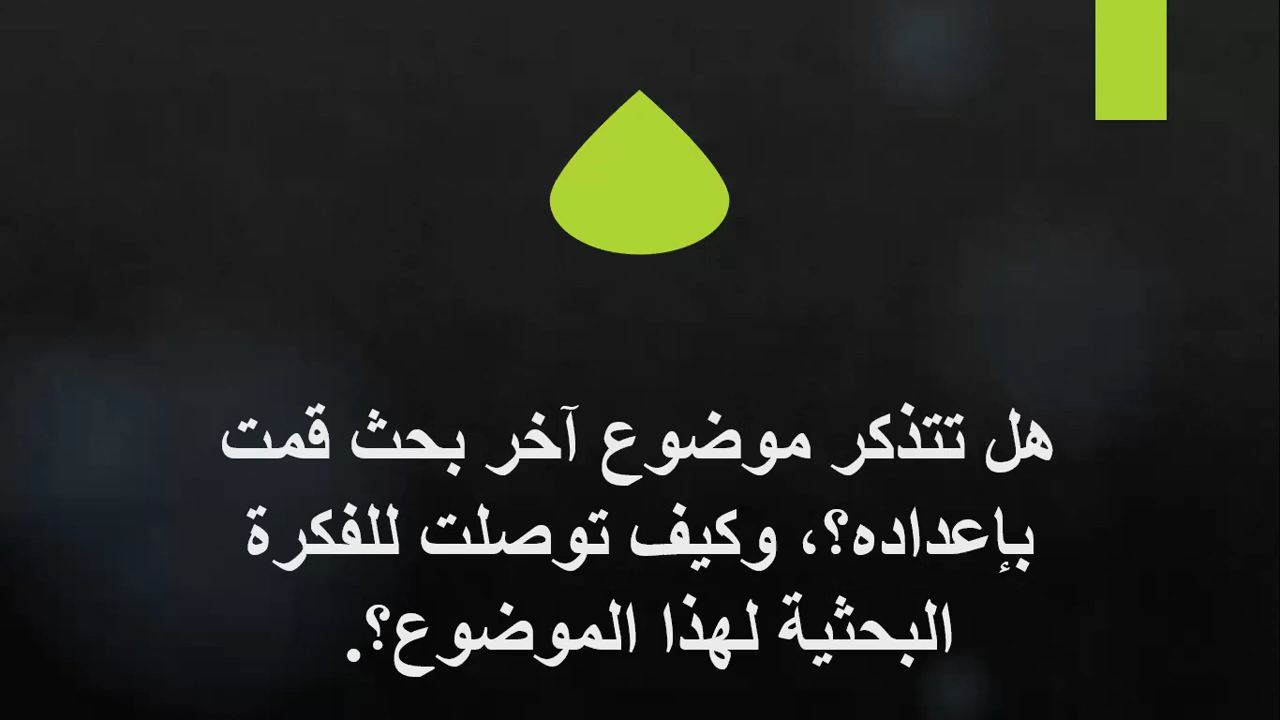 هل تتذكر موضوع آخر بحث قمت
بإعداده؟، وكيف توصلت للفكرة
البحثية لهذا الموضوع؟.